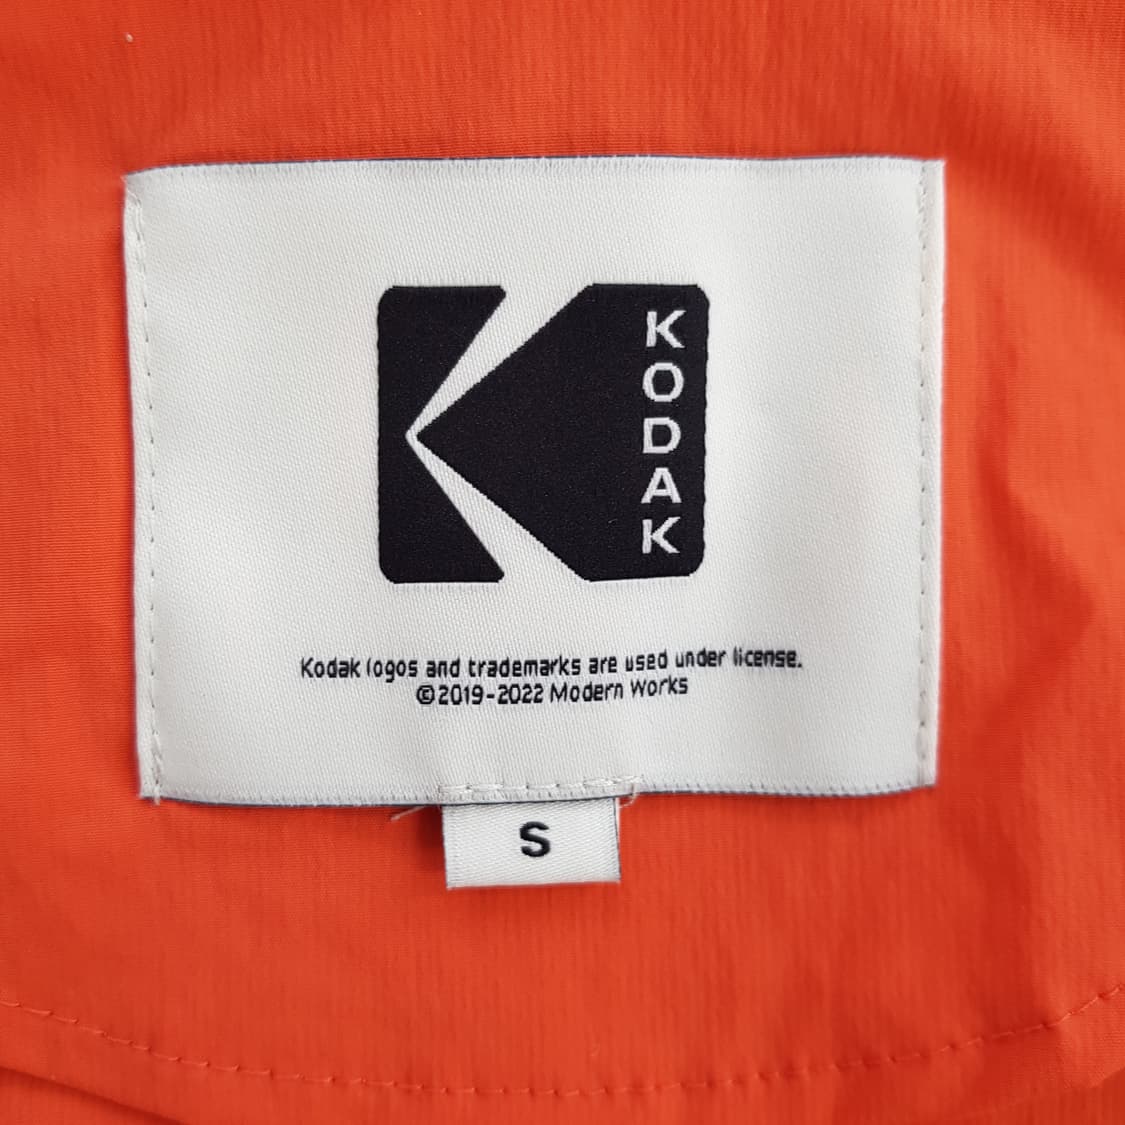 KODAK
Kodak logos and trademarks are used under license.
©2019-2022 Modern Works
S